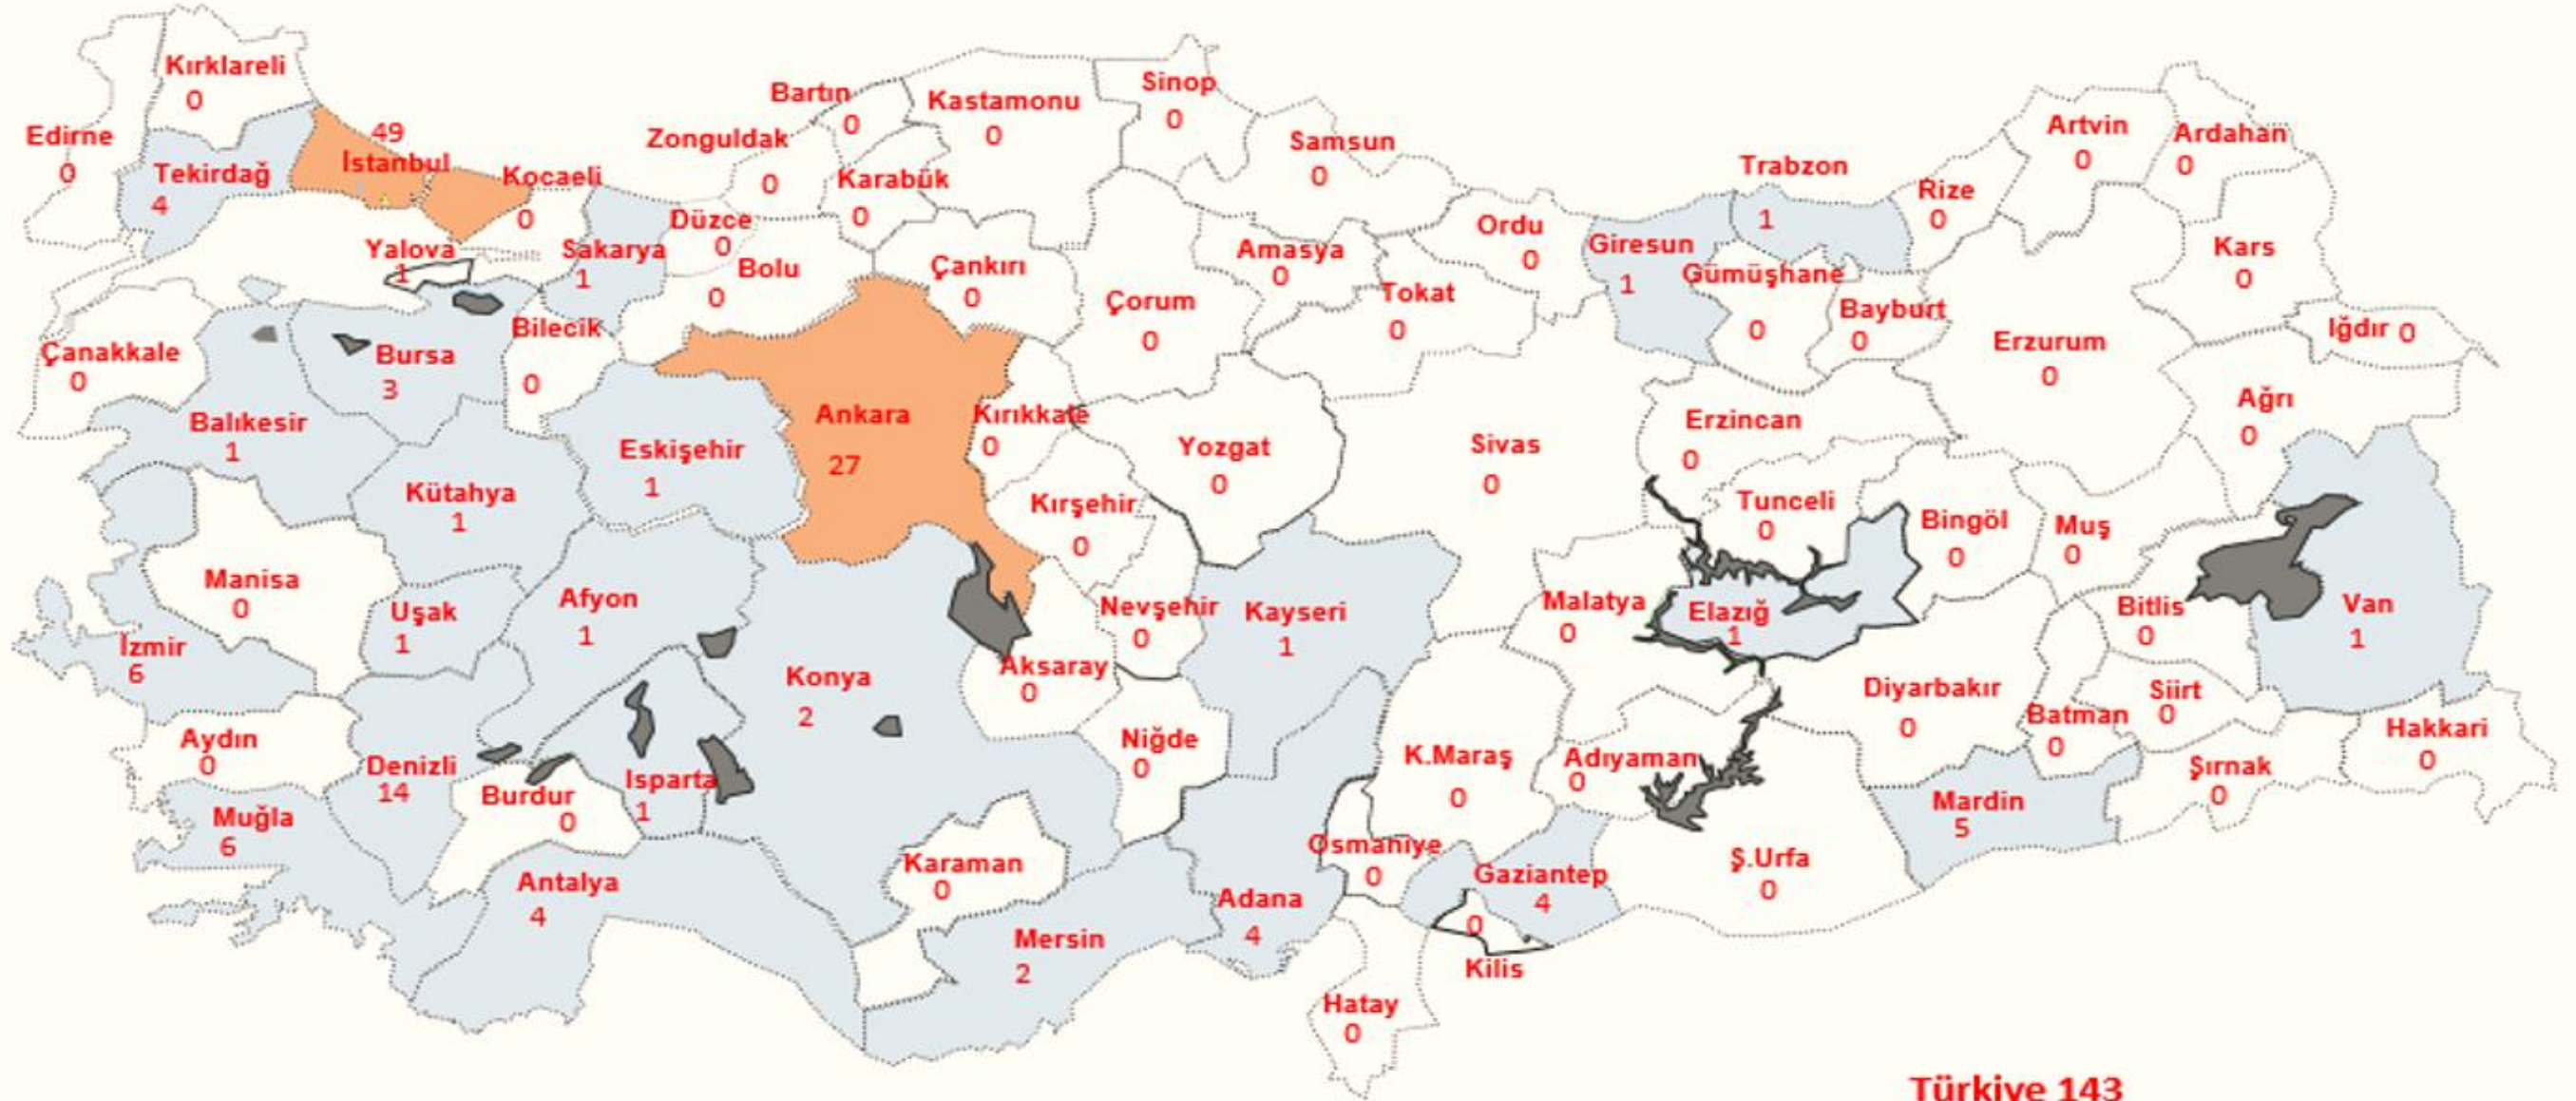 Kırklareli
0
Edirne
0
Tekirdağ
4
49
İstanbul
Kocaeli
0
Yalova
1
Sakarya
1
Düzce
0
Zonguldak
0
Bartın
0
Karabük
0
Kastamonu
0
Sinop
0
Samsun
0
Bolu
0
Çankırı
0
Çorum
0
Amasya
0
Tokat
0
Ordu
0
Giresun
1
Trabzon
1
Gümüşhane
0
Bayburt
0
Rize
0
Artvin
0
Ardahan
0
Kars
0
Iğdır 0
Erzurum
0
Ağrı
0
Çanakkale
0
Balıkesir
1
Bursa
3
Bilecik
0
Kütahya
1
Eskişehir
1
Ankara
27
Kırıkkale
0
Kırşehir
0
Yozgat
0
Sivas
0
Erzincan
0
Tunceli
0
Bingöl
0
Muş
0
Bitlis
0
Van
1
Manisa
0
İzmir
6
Uşak
1
Afyon
1
Konya
2
Aksaray
0
Nevşehir
0
Kayseri
1
Niğde
0
Malatya
0
Elazığ
1
Diyarbakır
0
Batman
0
Siirt
0
Şırnak
0
Hakkari
0
Mardin
5
Aydın
0
Denizli
14
Muğla
6
Burdur
0
Isparta
1
Antalya
4
Karaman
0
Mersin
2
Adana
4
K.Maraş
0
Adıyaman
0
Osmaniye
0
Gaziantep
4
0
Kilis
Ş.Urfa
0
Hatay
0
Türkiye 143